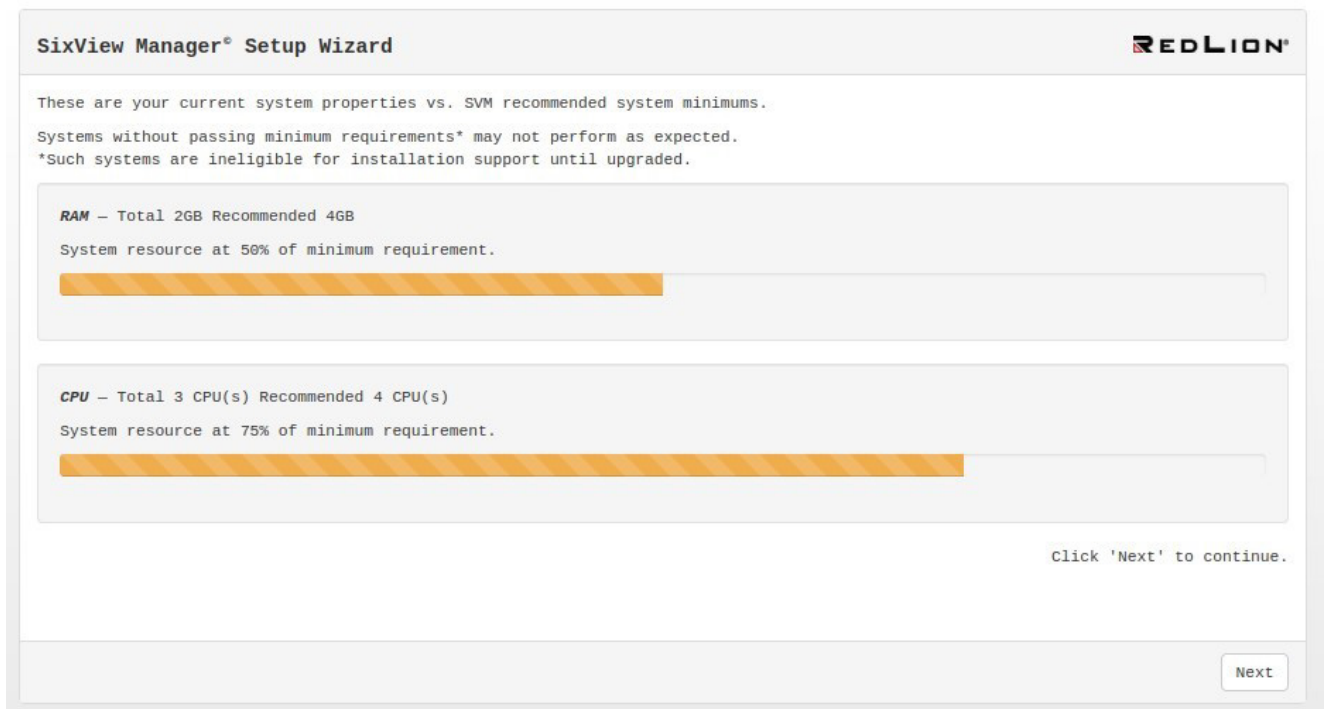 SixView Manager© Setup Wizard
REDLION®
These are your current system properties vs. SVM recommended system minimums.
Systems without passing minimum requirements* may not perform as expected.
*Such systems are ineligible for installation support until upgraded.
RAM — Total 2GB Recommended 4GB
System resource at 50% of minimum requirement.
CPU — Total 3 CPU(s) Recommended 4 CPU(s)
System resource at 75% of minimum requirement.
Click 'Next' to continue.
Next